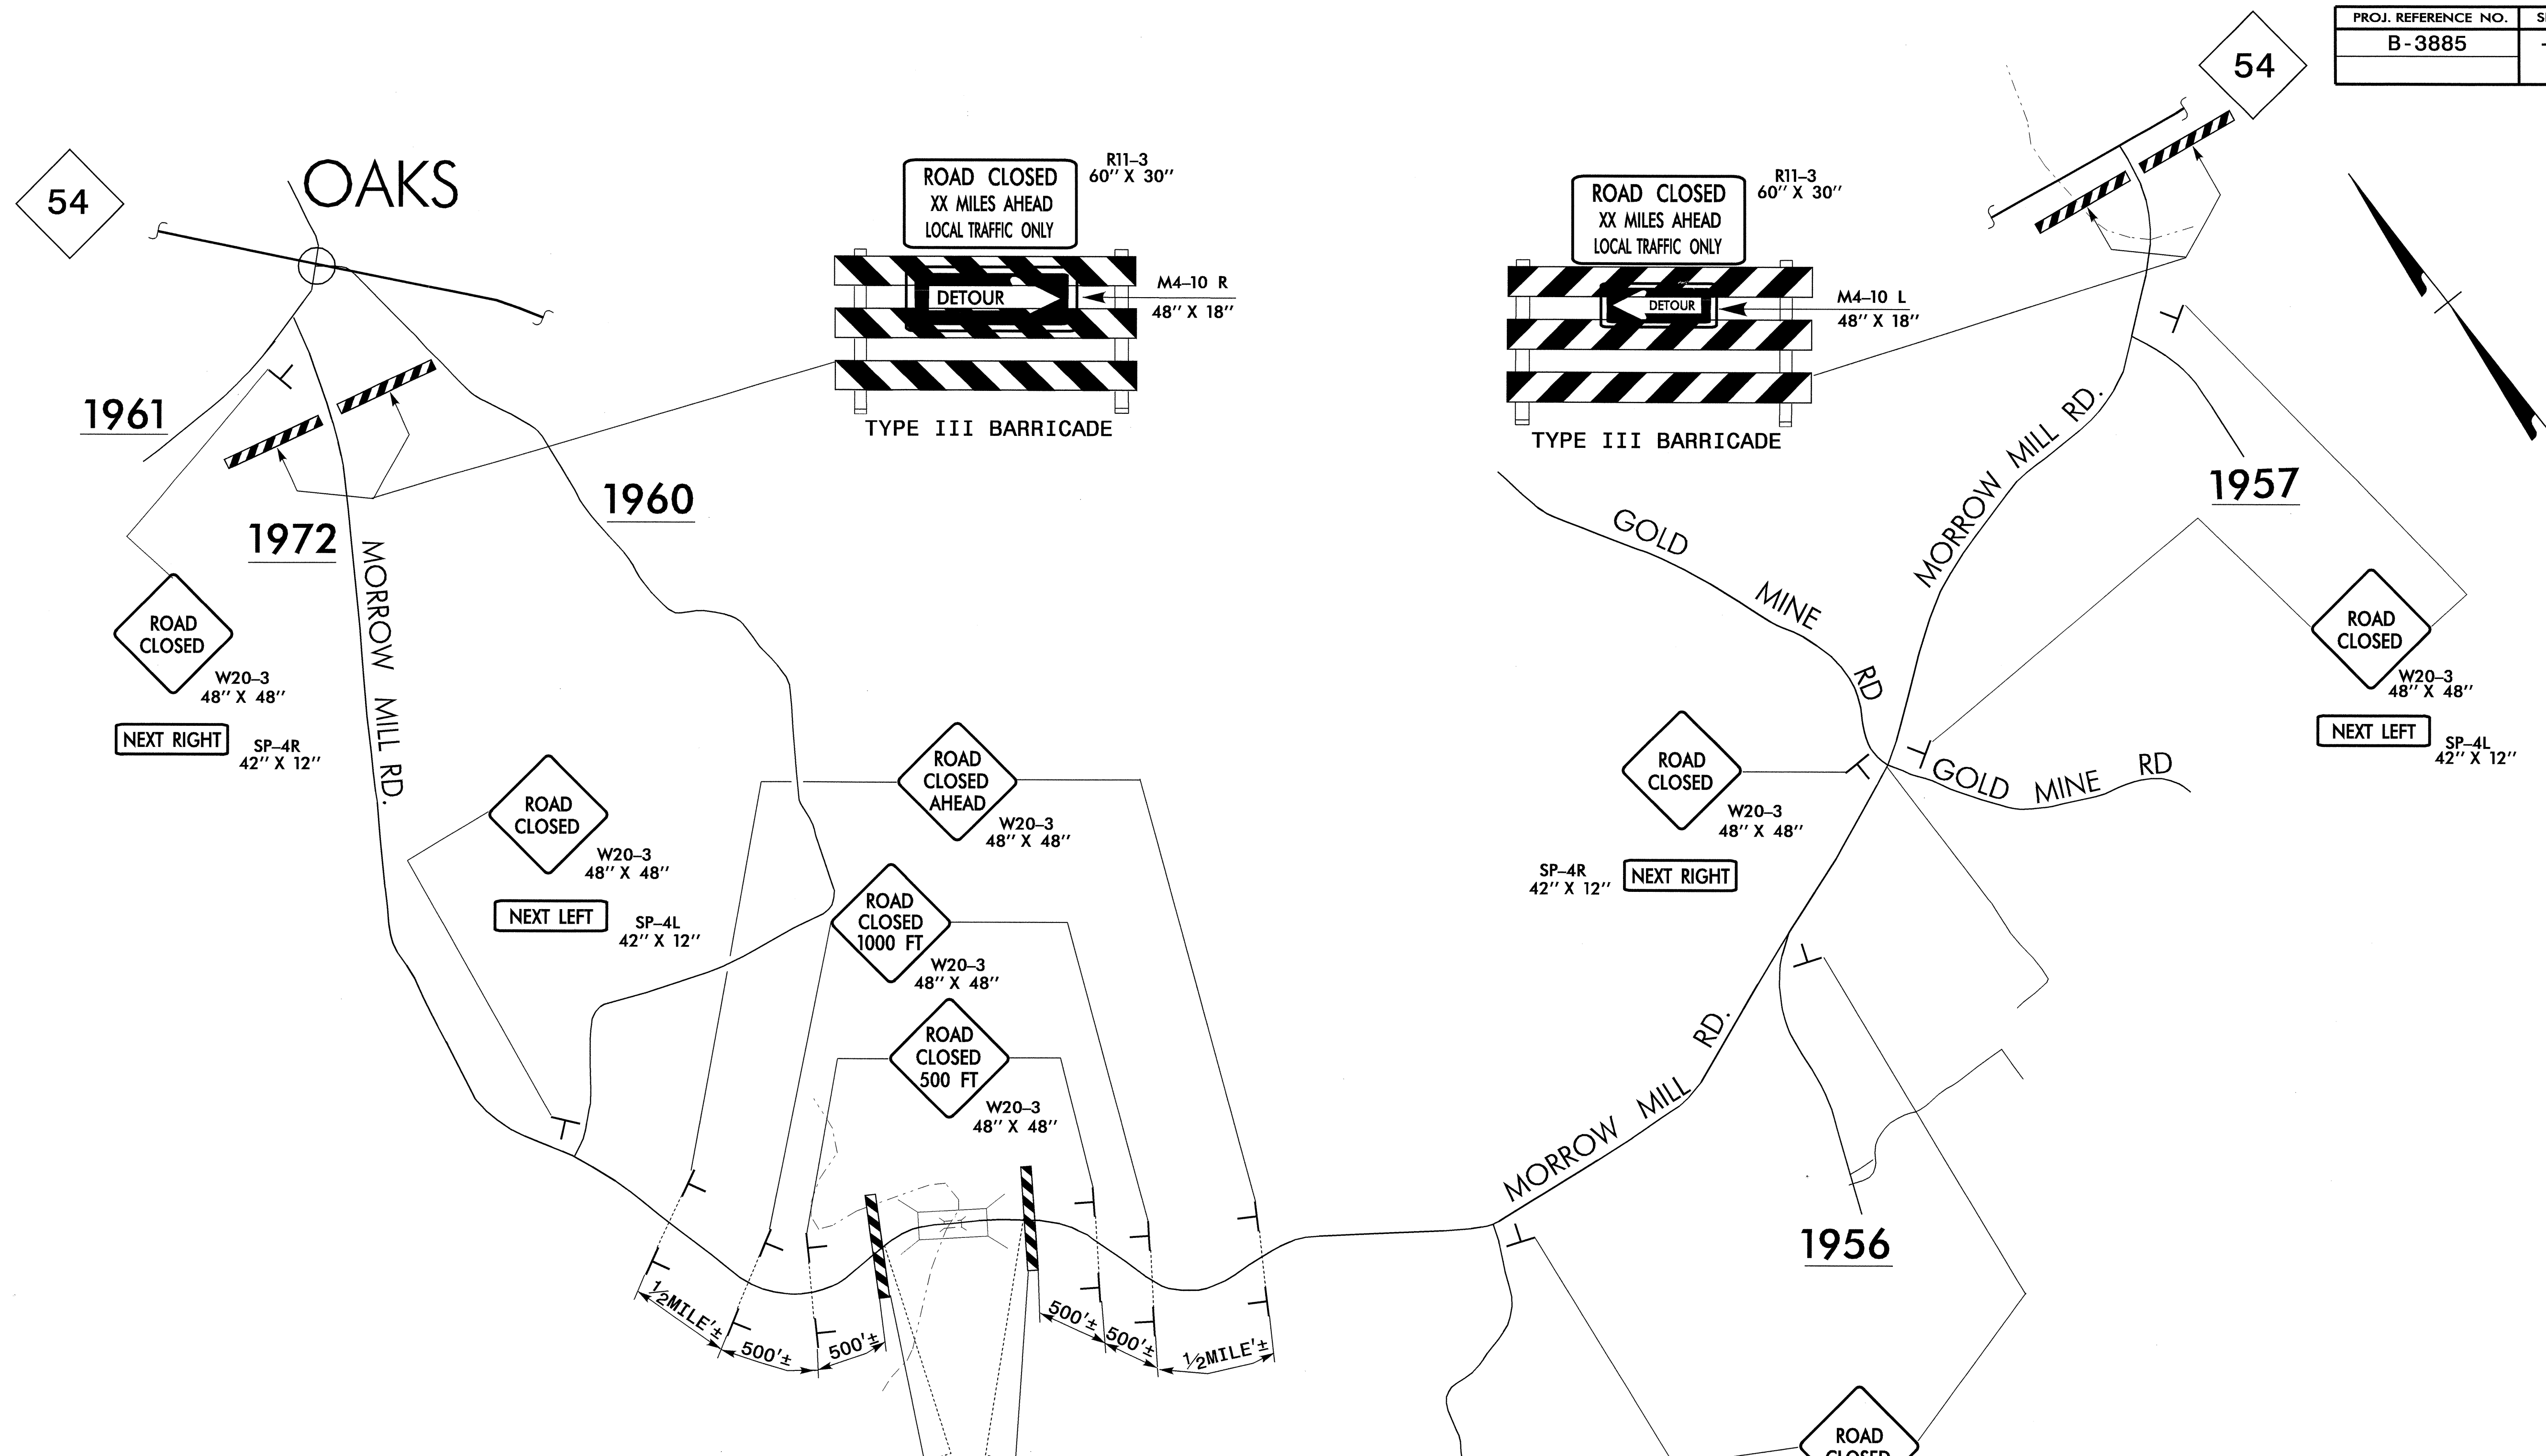 PROJ. REFERENCE NO.
B-3885
54
54
OAKS
ROAD CLOSED
XX MILES AHEAD
LOCAL TRAFFIC ONLY
R11-3
60" X 30"
DETOUR
M4-10 R
48" X 18"
TYPE III BARRICADE
ROAD CLOSED
XX MILES AHEAD
LOCAL TRAFFIC ONLY
R11-3
60" X 30"
DETOUR
M4-10 L
48" X 18"
TYPE III BARRICADE
1961
1972
1960
1957
MORROW MILL RD.
GOLD MINE RD
MORROW MILL RD.
ROAD
CLOSED
W20-3
48" X 48"
NEXT RIGHT
SP-4R
42" X 12"
ROAD
CLOSED
W20-3
48" X 48"
NEXT LEFT
SP-4L
42" X 12"
ROAD
CLOSED
AHEAD
W20-3
48" X 48"
ROAD
CLOSED
1000 FT
W20-3
48" X 48"
ROAD
CLOSED
500 FT
W20-3
48" X 48"
ROAD
CLOSED
W20-3
48" X 48"
SP-4R
42" X 12"
NEXT RIGHT
ROAD
CLOSED
W20-3
48" X 48"
NEXT LEFT
SP-4L
42" X 12"
GOLD MINE RD
MORROW MILL RD.
1956
1/2MILE'±
500'±
500'±
500'±
500'±
1/2MILE'±
ROAD
CLOSED